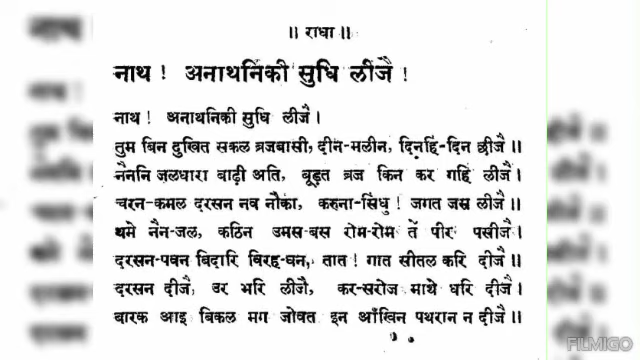 ॥ राधा ॥
नाथ ! अनाथनिकी सुधि लीजै !
नाथ ! अनाथनिकी सुधि लीजै ।
तुम बिन दुखित सकल ब्रजबासी, दीन-मलीन, दिनहिं-दिन छीजै ॥
नैननि जलधारा बाढ़ी अति, बूड़त ब्रज किन कर गहि लीजै ।
चरन-कमल दरसन नव नौका, करुना-सिंधु ! जगत जस लीजै ॥
थमे नैन-जल, कठिन उमस-बस रोम-रोम तें पीर पसीजै ।
दरसन-पवन बिदारि बिरह-घन, तात ! गात सीतल करि दीजै ॥
दरसन दीजै, उर भरि लीजै, कर-सरोज माथे धरि दीजै ।
बारक आइ बिकल मग जोवत इन आँखिन पथरान न दीजै ॥
FILMIGO